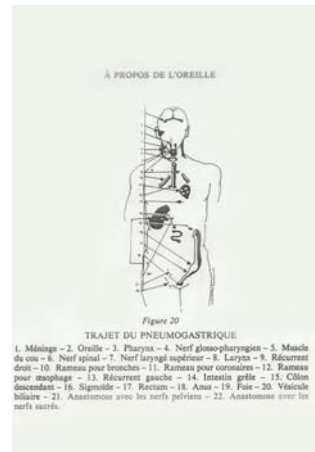 À PROPOS DE L'OREILLE
Figure 20
TRAJET DU PNEUMOGASTRIQUE
1. Méninge – 2. Oreille – 3. Pharynx – 4. Nerf glosso-pharyngien – 5. Muscle
du cou – 6. Nerf spinal – 7. Nerf laryngé supérieur – 8. Larynx – 9. Récurrent
droit – 10. Rameau pour bronches – 11. Rameau pour coronaires – 12. Rameau
pour œsophage – 13. Récurrent gauche – 14. Intestin grêle – 15. Côlon
descendant – 16. Sigmoïde – 17. Rectum – 18. Anus – 19. Foie – 20. Vésicule
biliaire – 21. Anastomose avec les nerfs pelviens – 22. Anastomose avec les
nerfs sacrés.